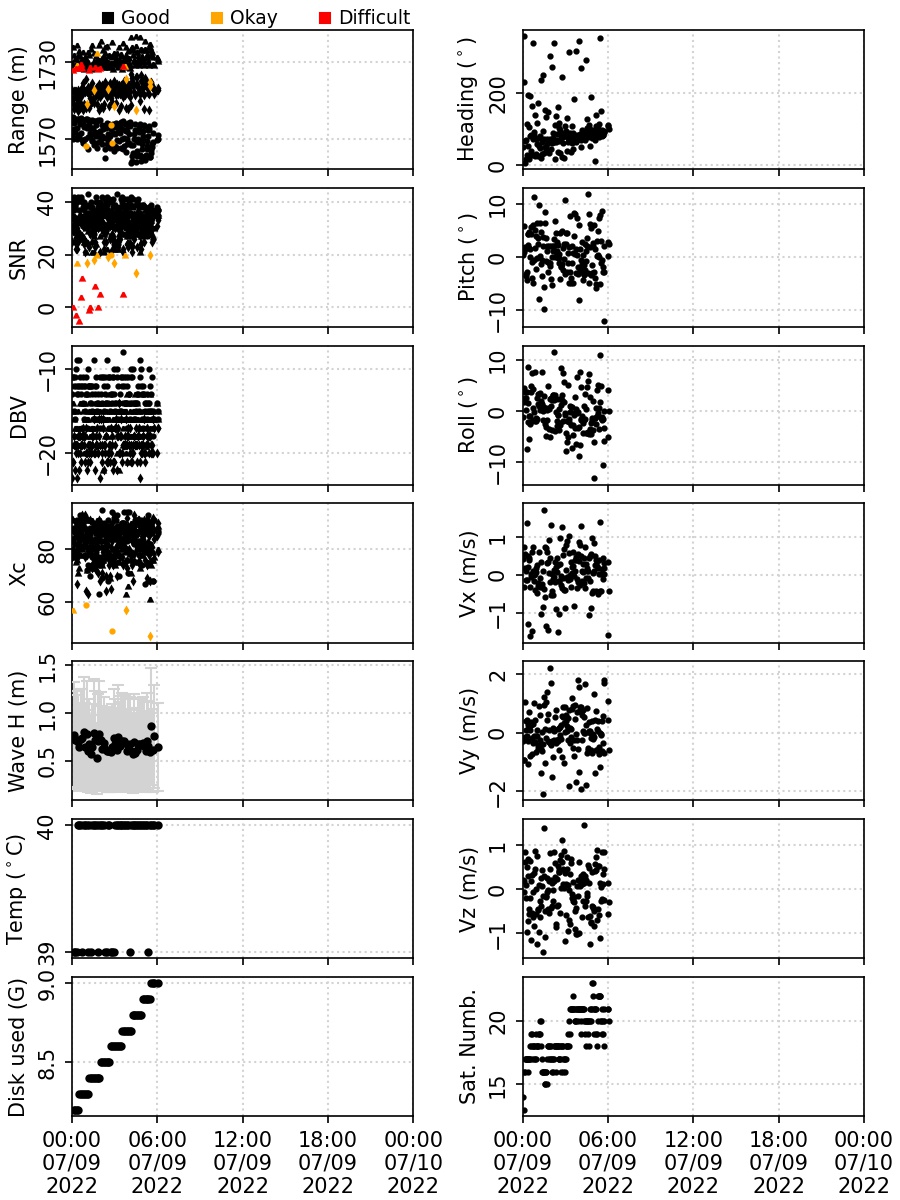 Good Okay Difficult
Range (m)
1730
1570
Heading (°)
200
0
SNR
40
20
0
Pitch (°)
10
0
−10
DBV
−10
−20
Roll (°)
10
0
−10
Xc
80
60
Vx (m/s)
1
0
−1
Wave H (m)
1.5
1.0
0.5
Vy (m/s)
2
0
−2
Temp (°C)
40
39
Vz (m/s)
1
0
−1
Disk used (G)
9.0
8.5
Sat. Numb.
20
15
00:00 06:00 12:00 18:00 00:00
07/09 07/09 07/09 07/09 07/10
2022 2022 2022 2022 2022
00:00 06:00 12:00 18:00 00:00
07/09 07/09 07/09 07/09 07/10
2022 2022 2022 2022 2022